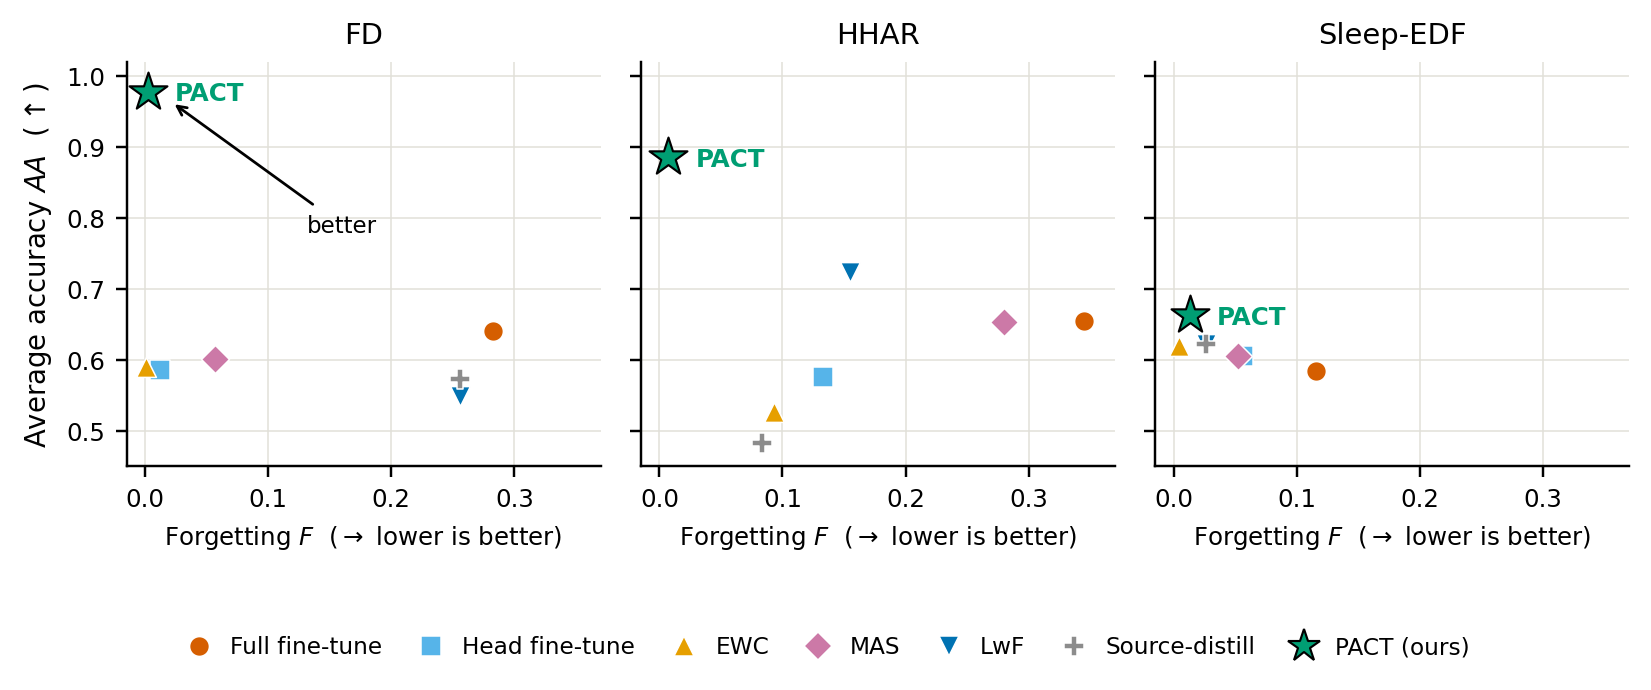 FD
HHAR
Sleep-EDF
Average accuracy AA (↑)
1.0
0.9
0.8
0.7
0.6
0.5
PACT
better
PACT
PACT
0.0 0.1 0.2 0.3
0.0 0.1 0.2 0.3
0.0 0.1 0.2 0.3
Forgetting F (→ lower is better)
Forgetting F (→ lower is better)
Forgetting F (→ lower is better)
Full fine-tune Head fine-tune EWC MAS LwF Source-distill PACT (ours)